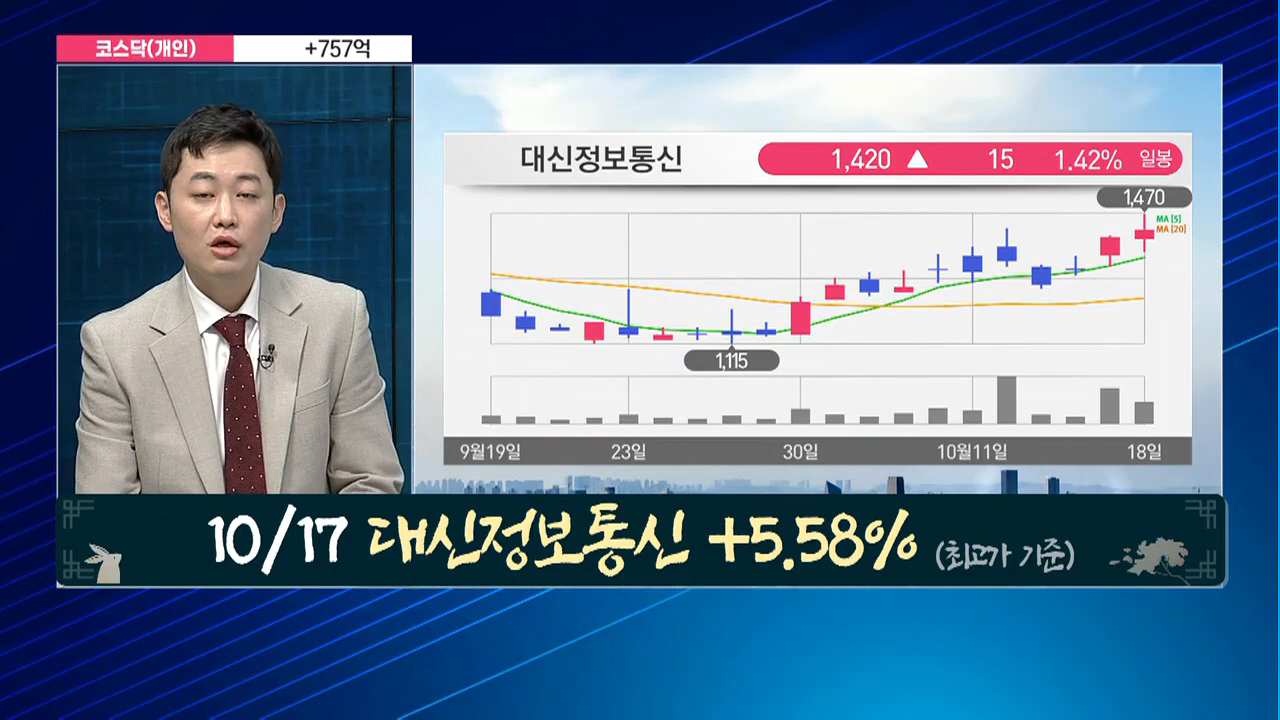 코스닥(개인) +757억
대신정보통신 1,420 ▲ 15 1.42% 일봉
1,470
MA [5]
MA [20]
1,115
9월19일 23일 30일 10월11일 18일
10/17 대신정보통신 +5.58% (최고가 기준)